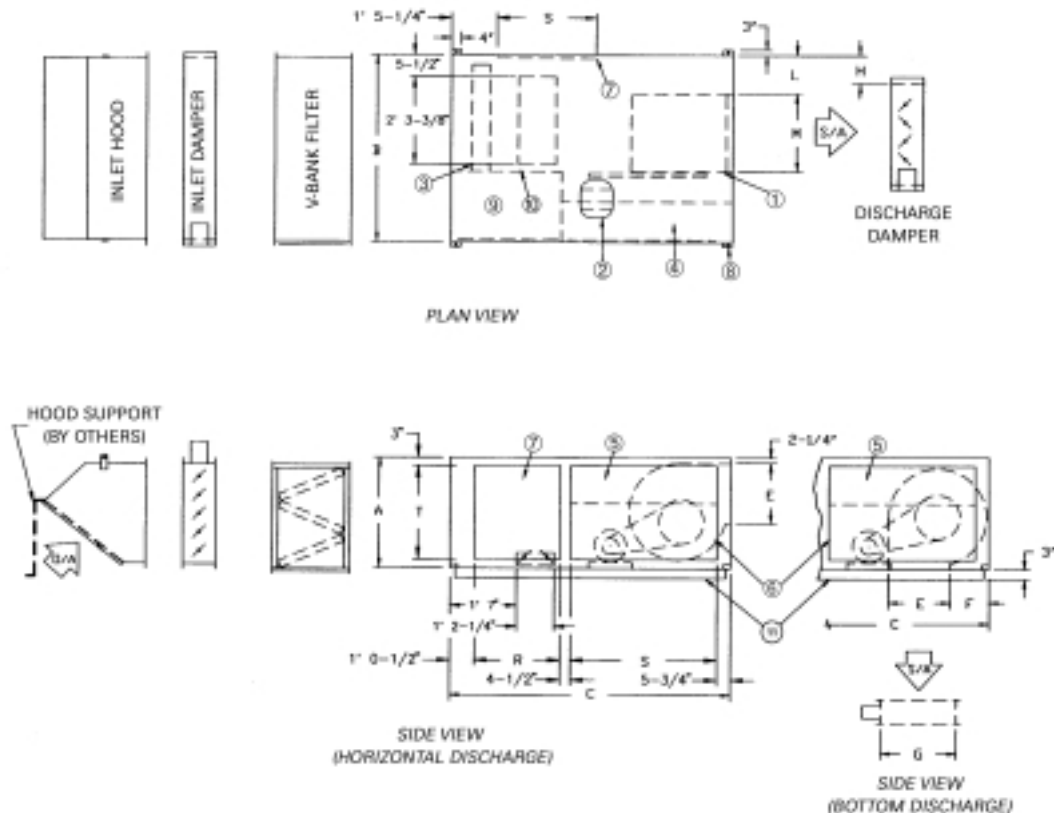 1' 5-1/4"
S
3"
4"
5-1/2"
L
H
2' 3-3/8"
M
S/A
INLET HOOD
INLET DAMPER
V-BANK FILTER
⑦
③
⑨
⑩
①
②
④
⑧
DISCHARGE
DAMPER
PLAN VIEW
HOOD SUPPORT
(BY OTHERS)
3"
⑦
⑤
2-1/4"
⑤
A
T
E
O/A
3"
⑥
1' 7"
E
F
1' 2-1/4"
⑪
C
1' 0-1/2"
R
S
4-1/2"
5-3/4"
C
S/A
SIDE VIEW
(HORIZONTAL DISCHARGE)
G
SIDE VIEW
(BOTTOM DISCHARGE)